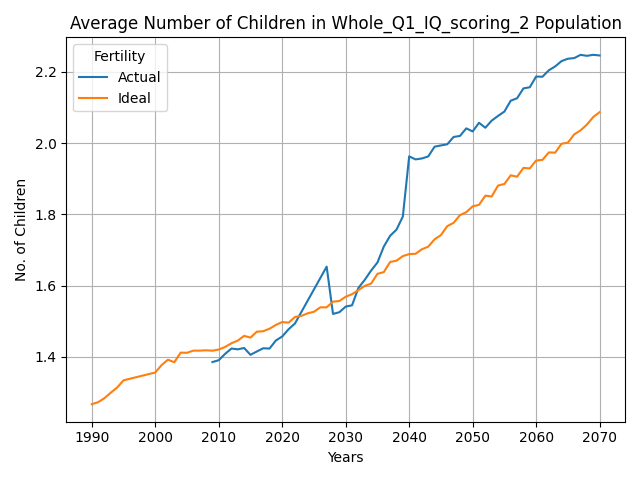 Average Number of Children in Whole_Q1_IQ_scoring_2 Population
Fertility
Actual
Ideal
No. of Children
2.2
2.0
1.8
1.6
1.4
1990 2000 2010 2020 2030 2040 2050 2060 2070
Years